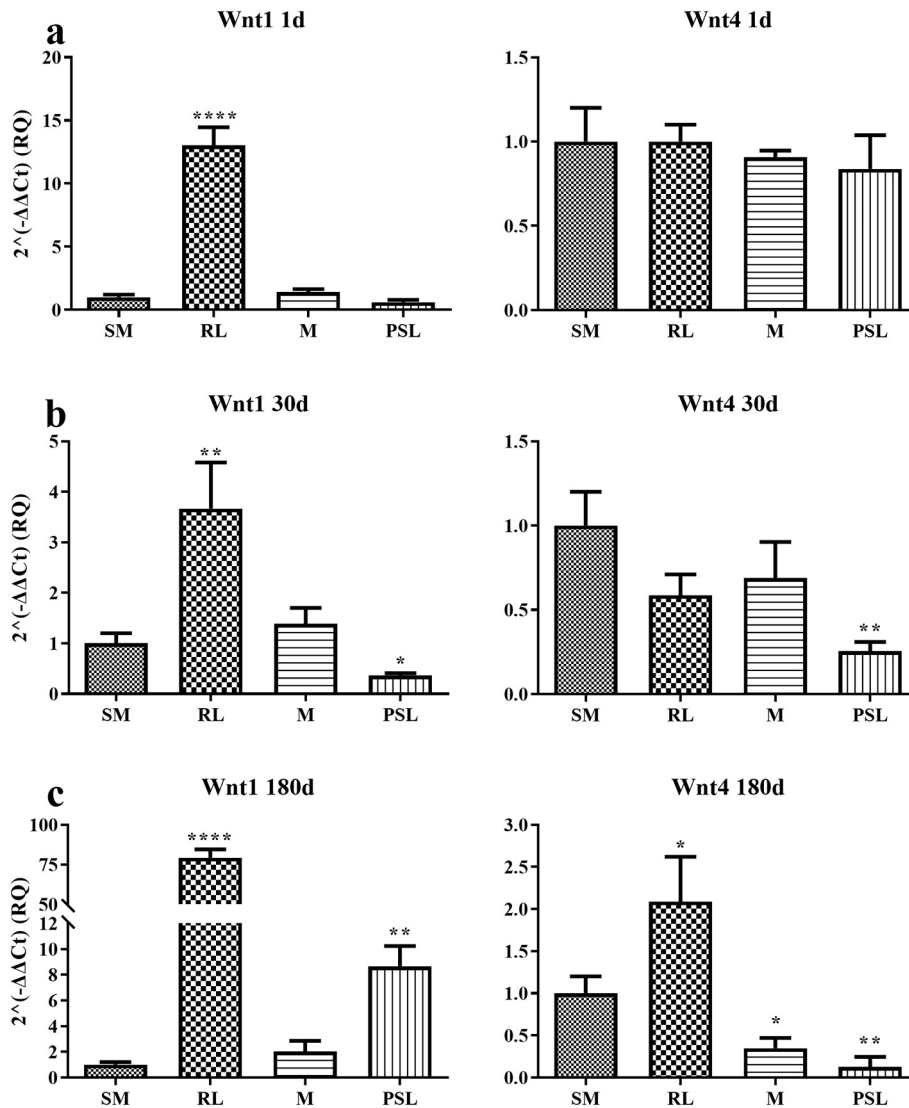 a
Wnt1 1d
2^(-ΔΔCt) (RQ)
20
15
10
5
0
****
SM RL M PSL
Wnt4 1d
1.5
1.0
0.5
0.0
SM RL M PSL
b
Wnt1 30d
2^(-ΔΔCt) (RQ)
5
4
3
2
1
0
**
*
SM RL M PSL
Wnt4 30d
1.5
1.0
0.5
0.0
**
SM RL M PSL
c
Wnt1 180d
2^(-ΔΔCt) (RQ)
100
75
50
12
10
8
6
4
2
0
****
**
SM RL M PSL
Wnt4 180d
3.0
2.5
2.0
1.5
1.0
0.5
0.0
*
*
**
SM RL M PSL